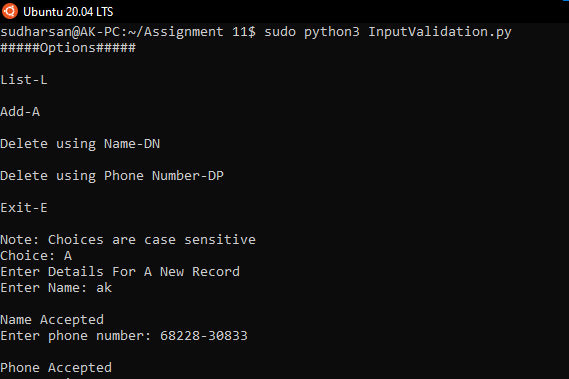 Ubuntu 20.04 LTS
sudharsan@AK-PC:~/Assignment 11$ sudo python3 InputValidation.py
#####Options#####
List-L
Add-A
Delete using Name-DN
Delete using Phone Number-DP
Exit-E
Note: Choices are case sensitive
Choice: A
Enter Details For A New Record
Enter Name: ak
Name Accepted
Enter phone number: 68228-30833
Phone Accepted